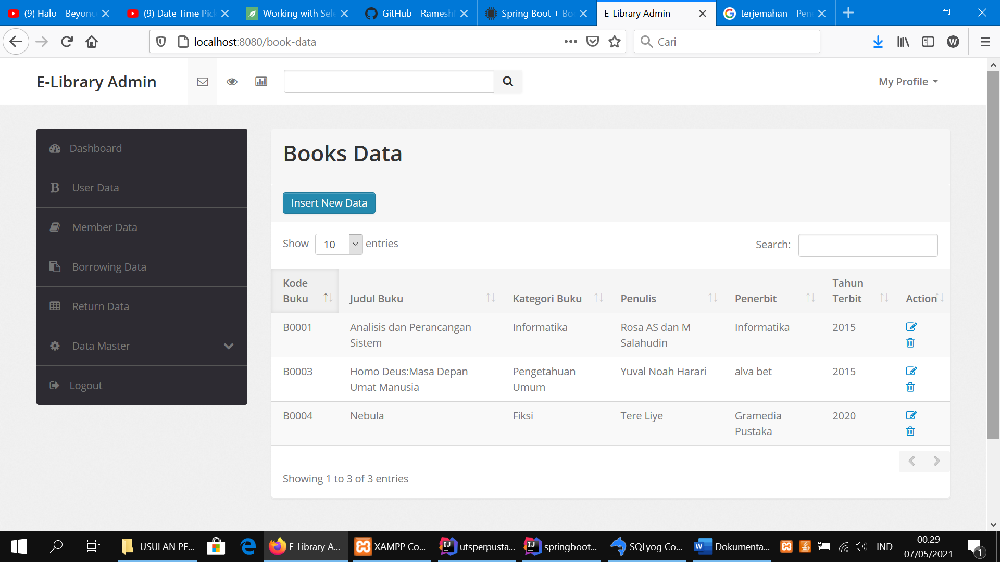 (9) Halo - Beyonc
(9) Date Time Pick
Working with Sele
GitHub - Ramesh
Spring Boot + Bo
E-Library Admin
terjemahan - Pen
localhost:8080/book-data
Cari
W
E-Library Admin
My Profile
Dashboard
B User Data
Member Data
Borrowing Data
Return Data
Data Master
Logout
Books Data
Insert New Data
Show 10 entries
Search:
Kode
Buku
Judul Buku
Kategori Buku
Penulis
Penerbit
Tahun
Terbit
Action
B0001
Analisis dan Perancangan
Sistem
Informatika
Rosa AS dan M
Salahudin
Informatika
2015
B0003
Homo Deus:Masa Depan
Umat Manusia
Pengetahuan
Umum
Yuval Noah Harari
alva bet
2015
B0004
Nebula
Fiksi
Tere Liye
Gramedia
Pustaka
2020
Showing 1 to 3 of 3 entries
USULAN PE...
E-Library A...
XAMPP Co...
utsperpusta...
springboot...
SQLyog Co...
Dokumenta...
IND
00.29
07/05/2021
1